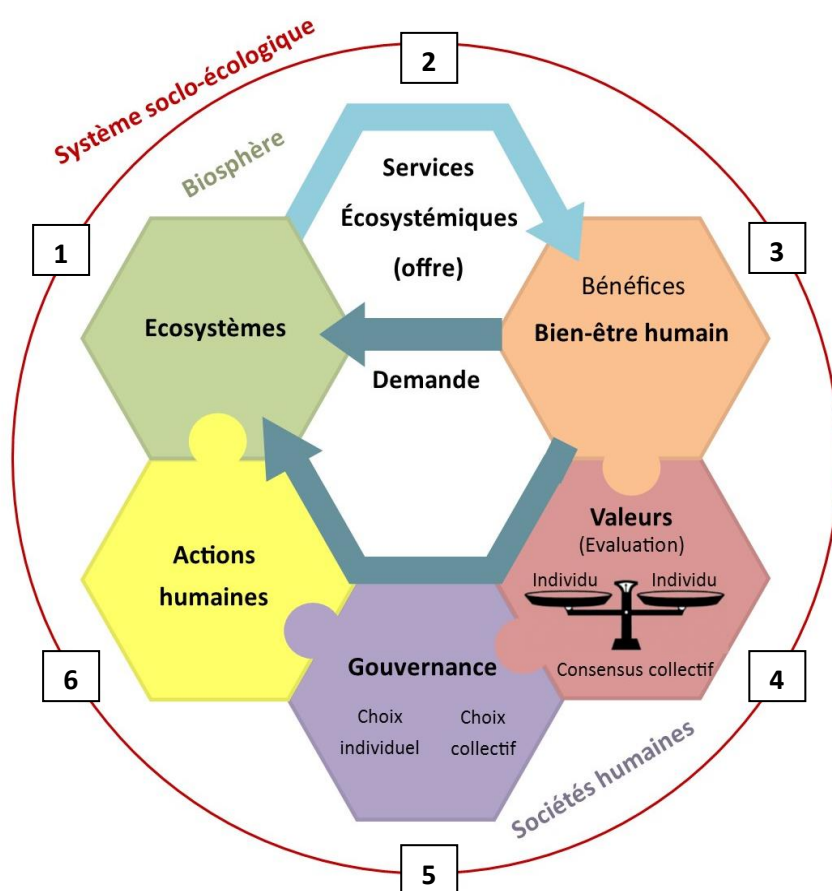 Système soclo-écologique
2
Biosphère
Services
Écosystémiques
(offre)
1
3
Ecosystèmes
Bénéfices
Bien-être humain
Demande
Valeurs
(Evaluation)
Individu
Individu
Consensus collectif
Actions
humaines
Gouvernance
Choix
individuel
Choix
collectif
6
4
Sociétés humaines
5